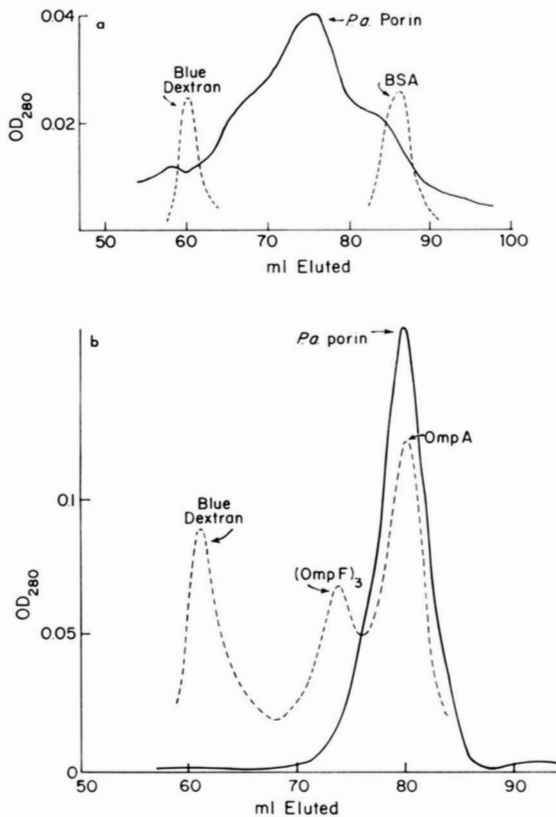 a
0.04
P.a. Porin
Blue
Dextran
BSA
OD280
0.02
50 60 70 80 90 100
ml Eluted
b
P.a. porin
OmpA
Blue
Dextran
0.1
(OmpF)3
OD280
0.05
0
50 60 70 80 90
ml Eluted